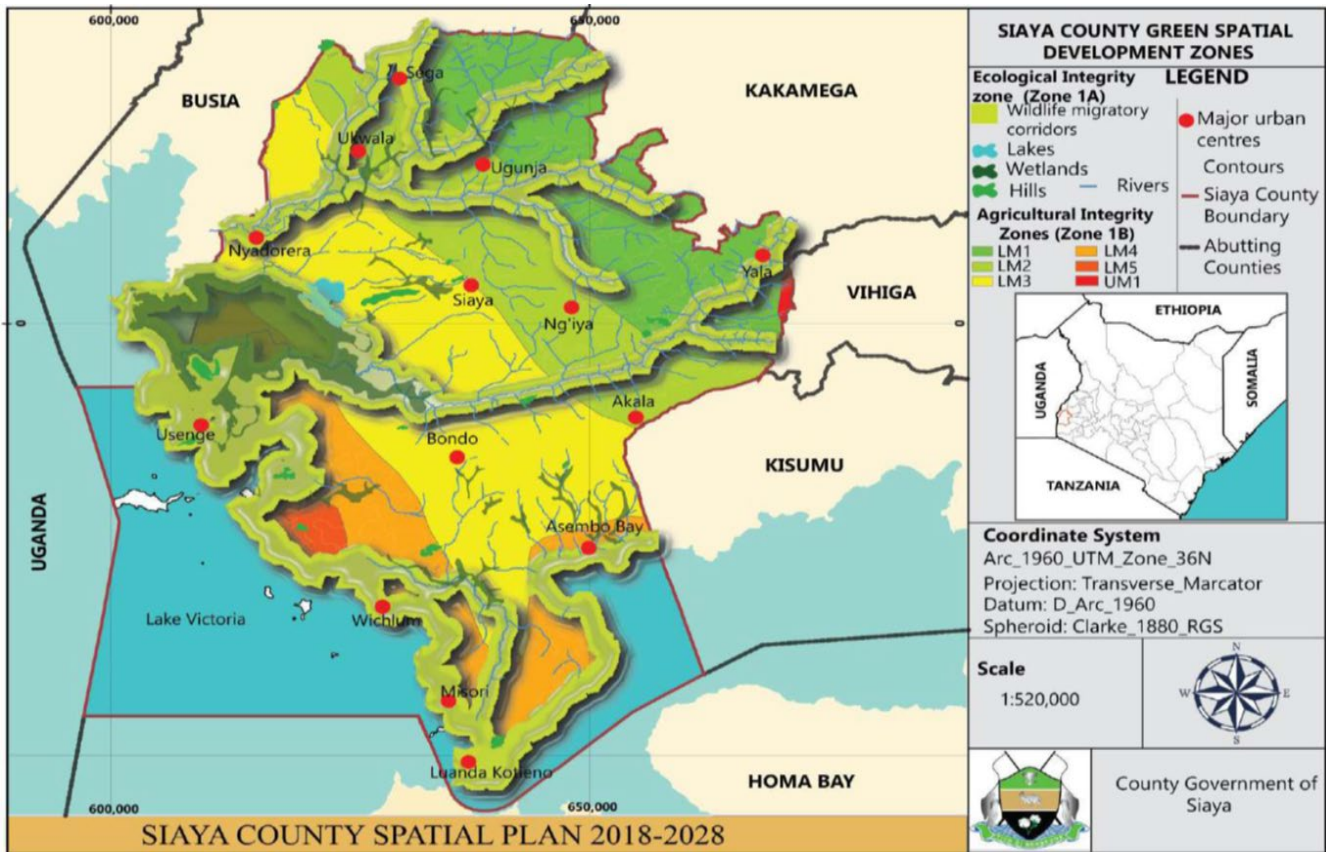 600,000
650,000
BUSIA
KAKAMEGA
Sega
Ukwala
Ugunja
Nyadorera
Yala
VIHIGA
Siaya
Ng'iya
0
0
Akala
Usenge
Bondo
KISUMU
UGANDA
Asembo Bay
Lake Victoria
Wichlum
Misori
Luanda Kotieno
HOMA BAY
600,000
650,000
SIAYA COUNTY SPATIAL PLAN 2018-2028
SIAYA COUNTY GREEN SPATIAL
DEVELOPMENT ZONES
LEGEND
Ecological Integrity
zone (Zone 1A)
Wildlife migratory
corridors
Lakes
Wetlands
Hills
Rivers
Agricultural Integrity
Zones (Zone 1B)
LM1
LM2
LM3
LM4
LM5
UM1
Major urban
centres
Contours
Siaya County
Boundary
Abutting
Counties
ETHIOPIA
UGANDA
SOMALIA
TANZANIA
Coordinate System
Arc_1960_UTM_Zone_36N
Projection: Transverse_Marcator
Datum: D_Arc_1960
Spheroid: Clarke_1880_RGS
Scale
1:520,000
N
W
E
S
County Government of
Siaya